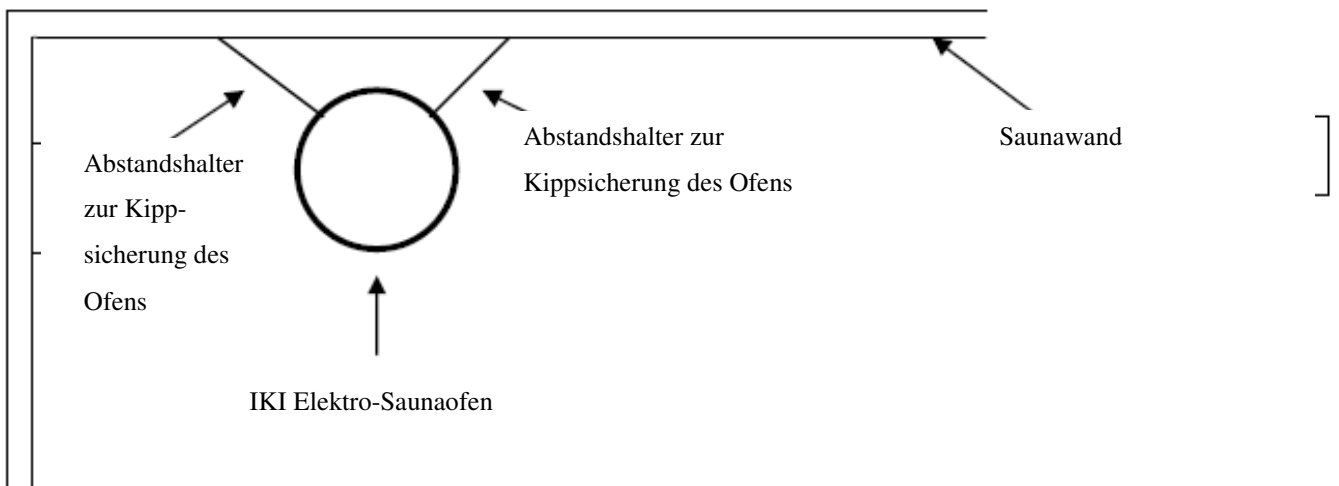 Abstandshalter
zur Kipp-
sicherung des
Ofens
Abstandshalter zur
Kippsicherung des Ofens
Saunawand
IKI Elektro-Saunaofen